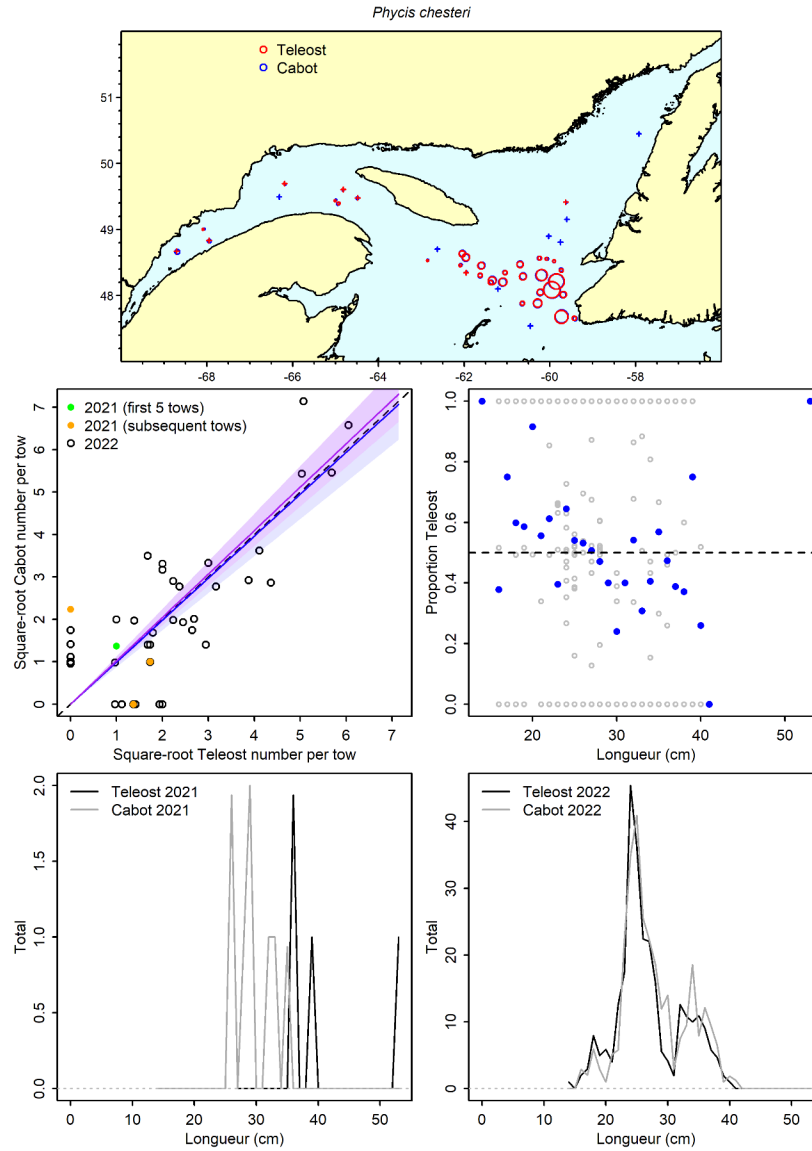 Phycis chesteri
Teleost
Cabot
51
50
49
48
-68 -66 -64 -62 -60 -58
2021 (first 5 tows)
2021 (subsequent tows)
2022
Square-root Cabot number per tow
0 1 2 3 4 5 6 7
0 1 2 3 4 5 6 7
Square-root Teleost number per tow
Proportion Teleost
0.0 0.2 0.4 0.6 0.8 1.0
20 30 40 50
Longueur (cm)
Teleost 2021
Cabot 2021
Total
0.0 0.5 1.0 1.5 2.0
0 10 20 30 40 50
Longueur (cm)
Teleost 2022
Cabot 2022
Total
0 10 20 30 40
0 10 20 30 40 50
Longueur (cm)